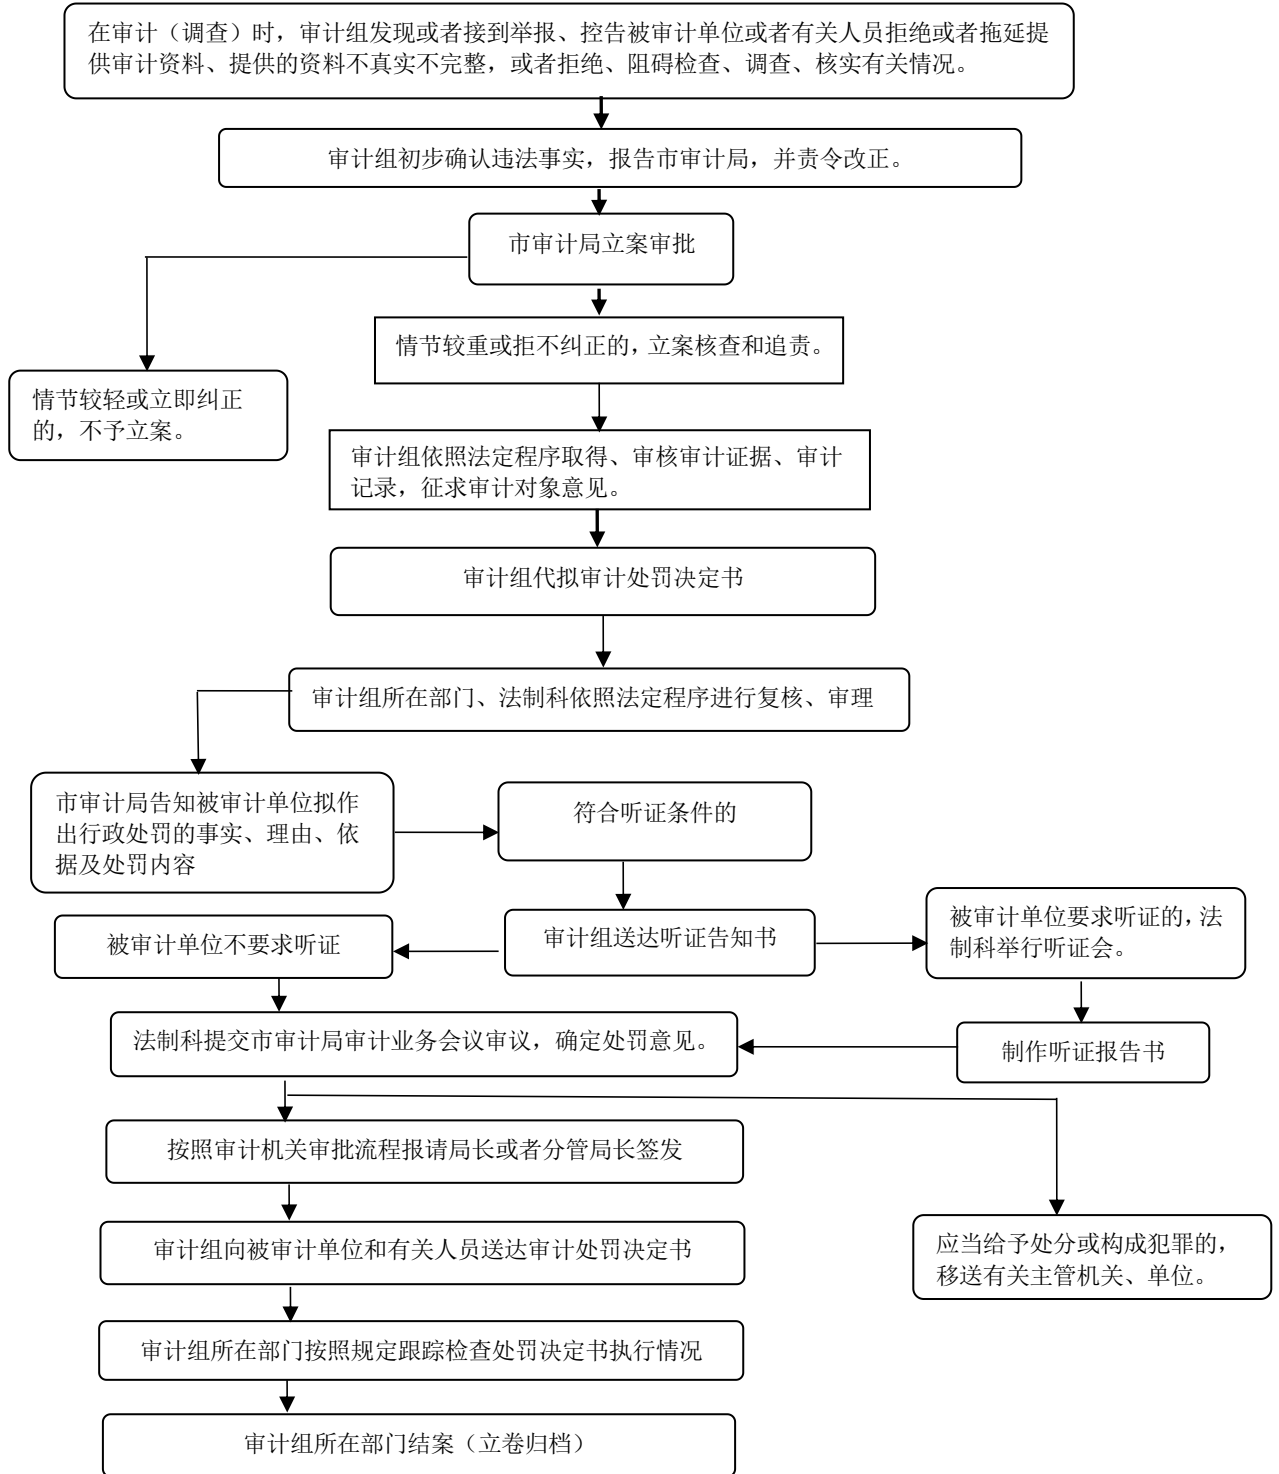 在审计（调查）时，审计组发现或者接到举报、控告被审计单位或者有关人员拒绝或者拖延提
供审计资料、提供的资料不真实不完整，或者拒绝、阻碍检查、调查、核实有关情况。
审计组初步确认违法事实，报告市审计局，并责令改正。
市审计局立案审批
情节较重或拒不纠正的，立案核查和追责。
情节较轻或立即纠正
的，不予立案。
审计组依照法定程序取得、审核审计证据、审计
记录，征求审计对象意见。
审计组代拟审计处罚决定书
审计组所在部门、法制科依照法定程序进行复核、审理
市审计局告知被审计单位拟作
出行政处罚的事实、理由、依
据及处罚内容
符合听证条件的
被审计单位不要求听证
审计组送达听证告知书
被审计单位要求听证的，法
制科举行听证会。
法制科提交市审计局审计业务会议审议，确定处罚意见。
制作听证报告书
按照审计机关审批流程报请局长或者分管局长签发
审计组向被审计单位和有关人员送达审计处罚决定书
应当给予处分或构成犯罪的，
移送有关主管机关、单位。
审计组所在部门按照规定跟踪检查处罚决定书执行情况
审计组所在部门结案（立卷归档）